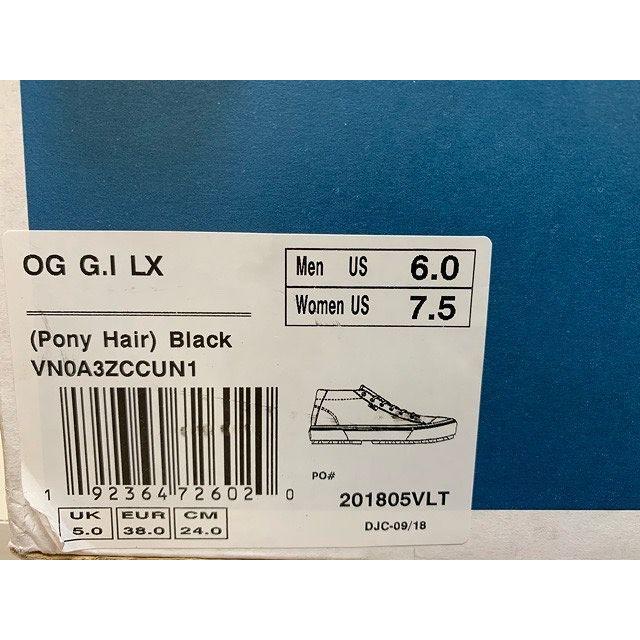 OG G.I LX
Men US 6.0
Women US 7.5
(Pony Hair) Black
VN0A3ZCCUN1
1 92364 72602 0
PO#
201805VLT
UK EUR CM
5.0 38.0 24.0
DJC-09/18